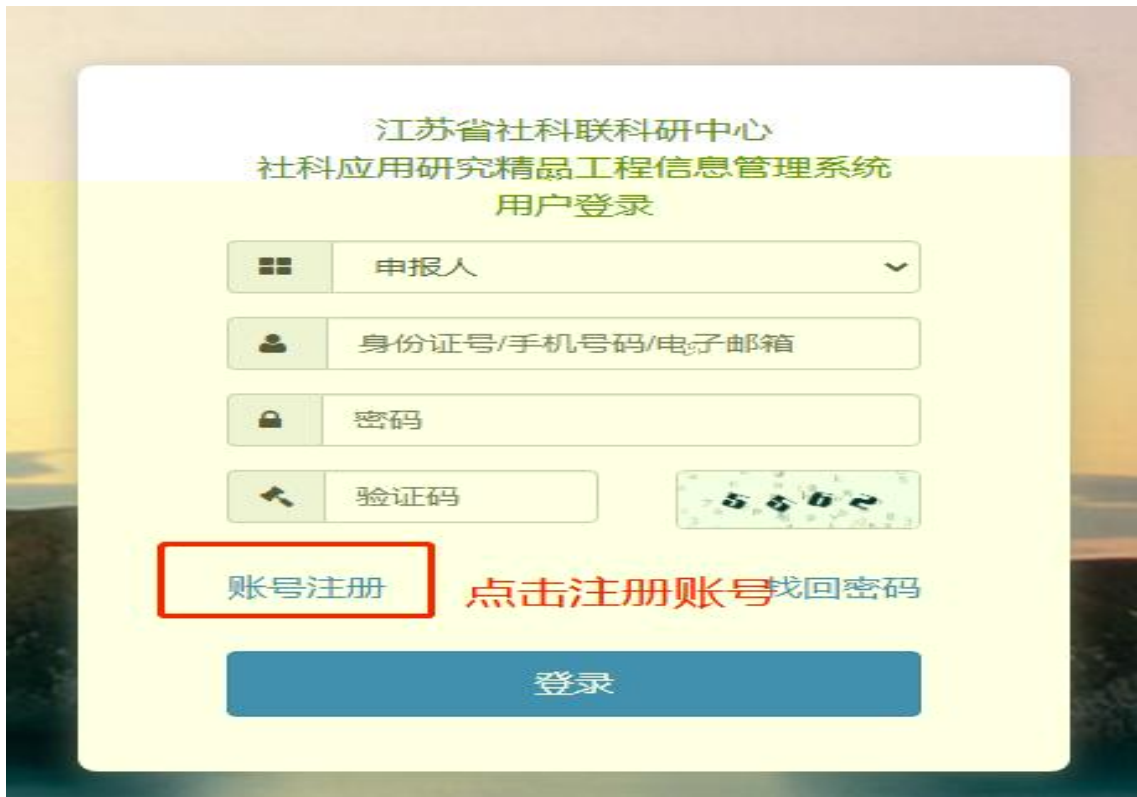 江苏省社科联科研中心
社科应用研究精品工程信息管理系统
用户登录
申报人
身份证号/手机号码/电子邮箱
密码
验证码 5562
账号注册 点击注册账号 找回密码
登录